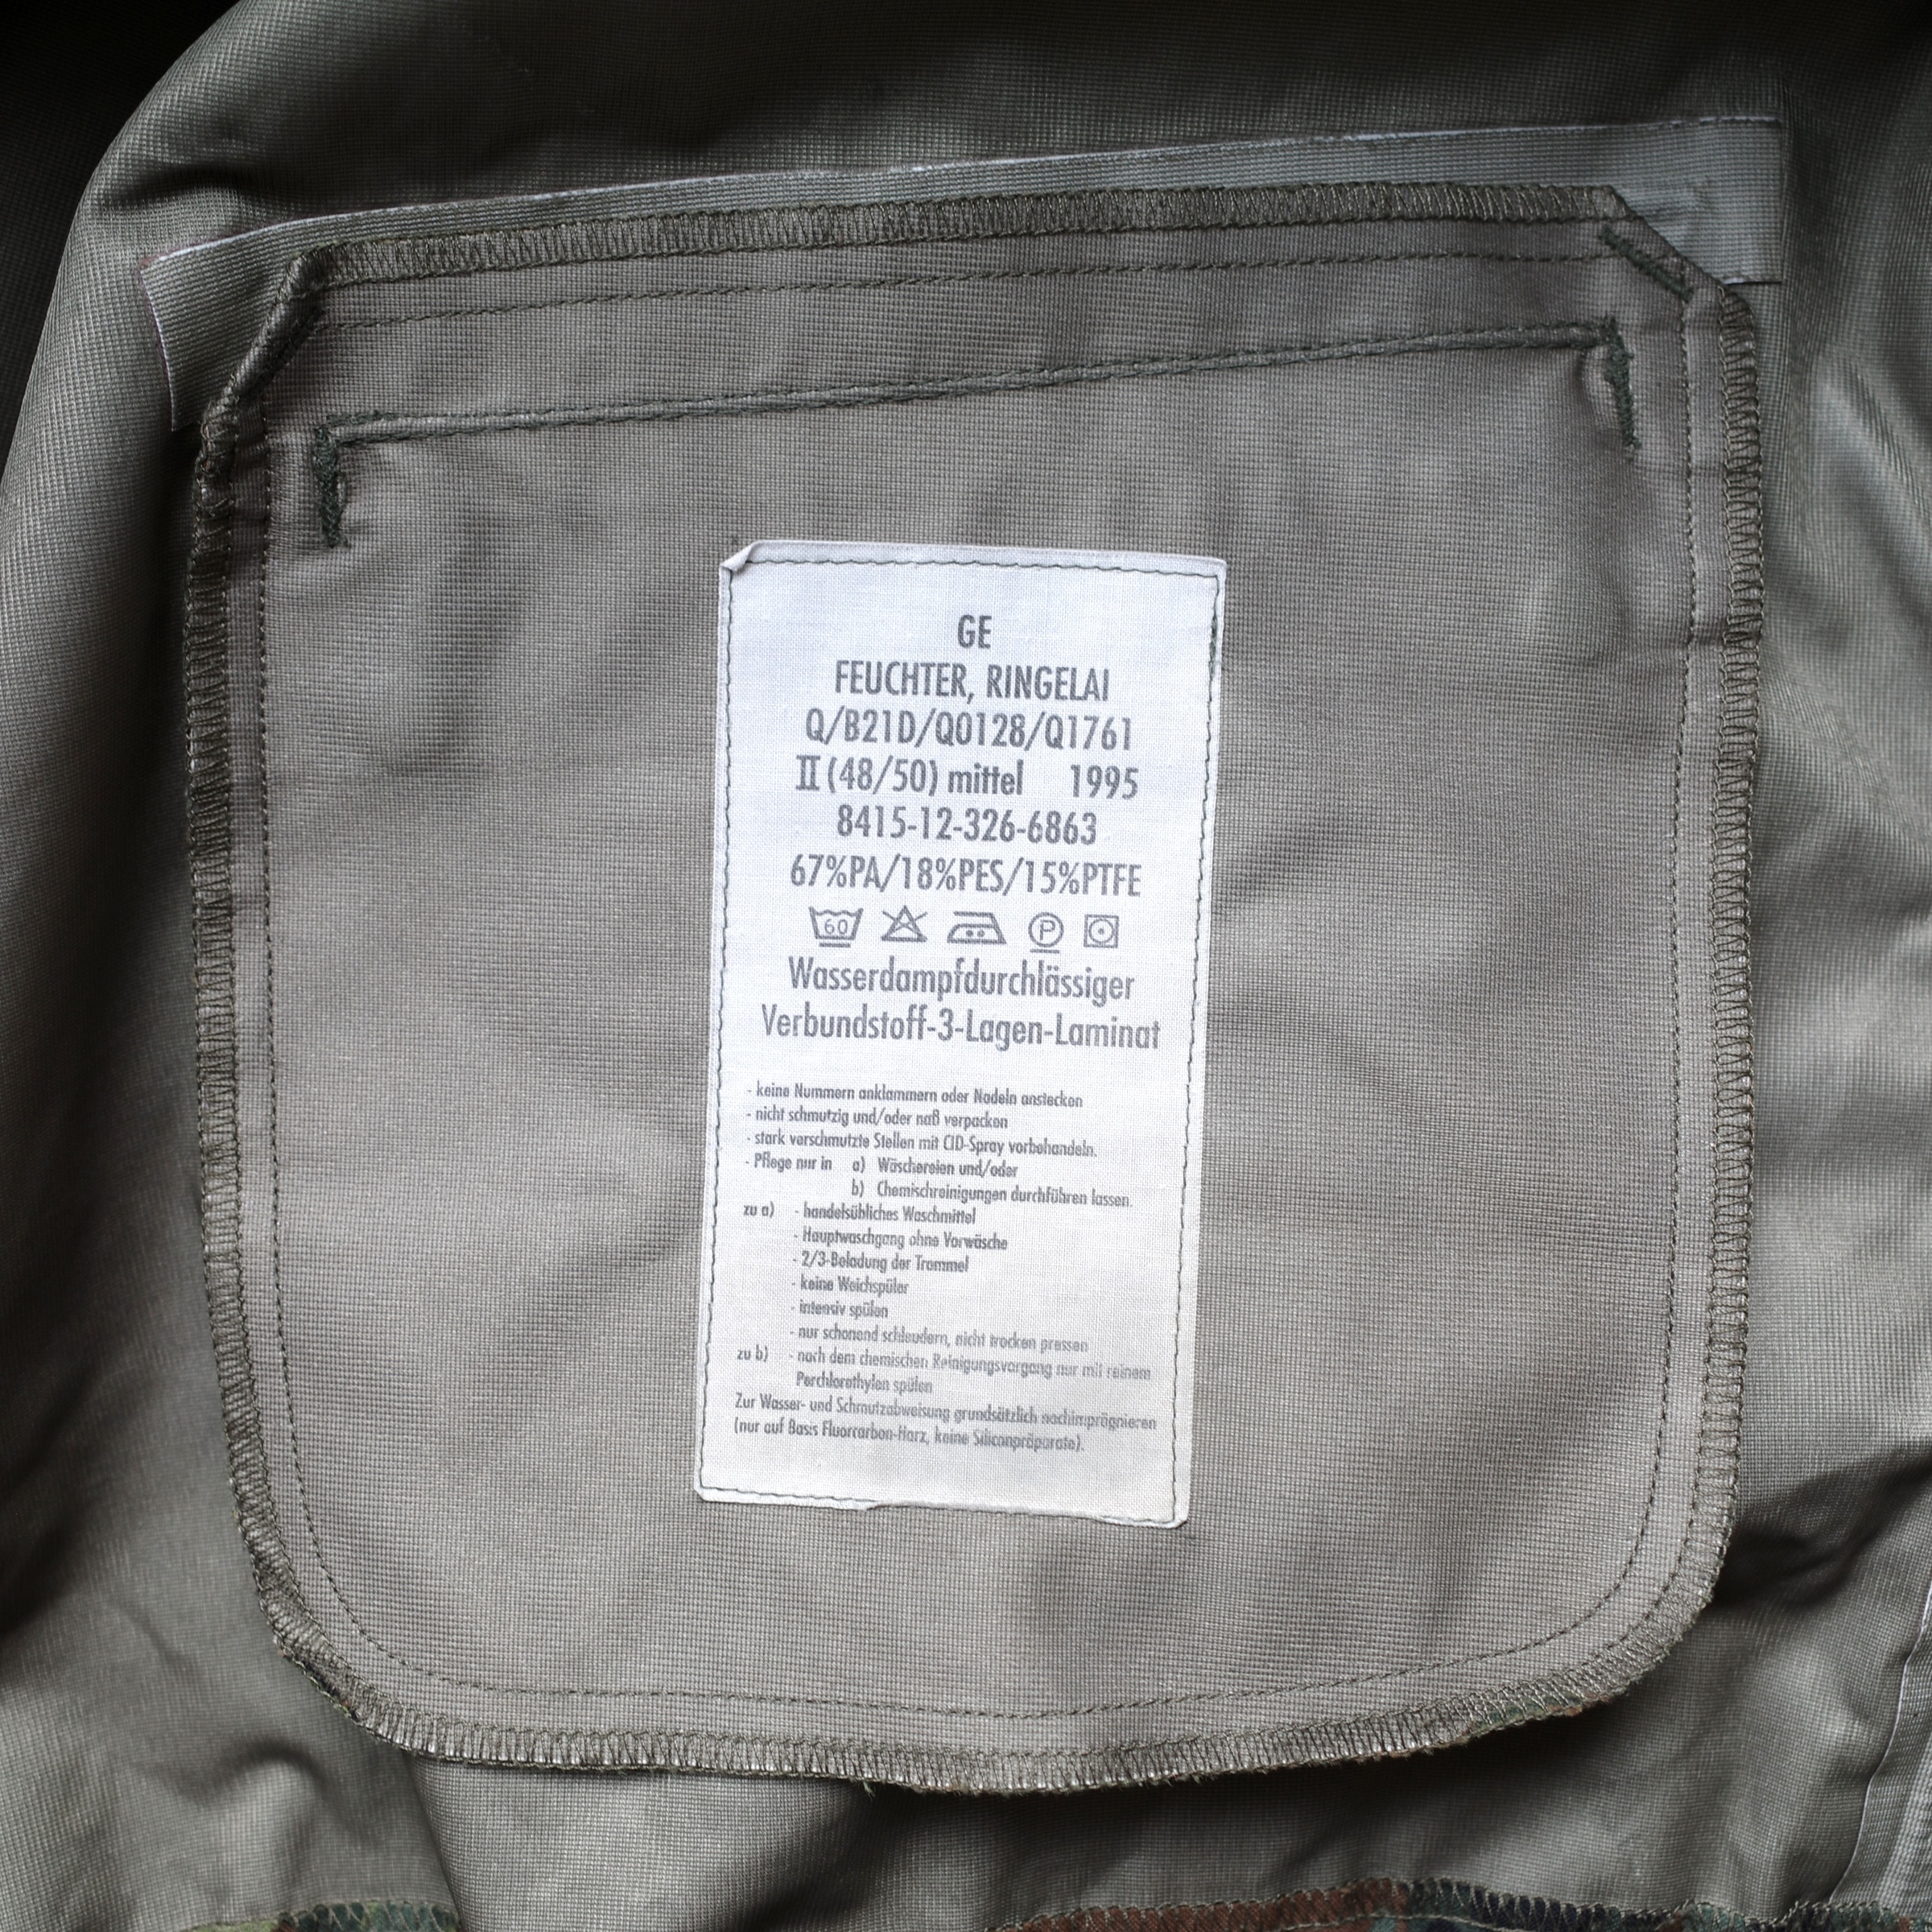 GE
FEUCHTER, RINGELAI
Q/B21D/Q0128/Q1761
II (48/50) mittel 1995
8415-12-326-6863
67%PA/18%PES/15%PTFE
60 P
Wasserdampfdurchlässiger
Verbundstoff-3-Lagen-Laminat
- keine Nummern anklammern oder Nadeln anstecken
- nicht schmutzig und/oder naß verpacken
- stark verschmutzte Stellen mit CID-Spray vorbehandeln.
- Pflege nur in a) Wäschereien und/oder
b) Chemischreinigungen durchführen lassen.
zu a) - handelsübliches Waschmittel
- Hauptwaschgang ohne Vorwäsche
- 2/3-Beladung der Trommel
- keine Weichspüler
- intensiv spülen
- nur schonend schleudern, nicht trocken pressen
zu b) - nach dem chemischen Reinigungsvorgang nur mit reinem
Perchlorethylen spülen
Zur Wasser- und Schmutzabweisung grundsätzlich nachimprägnieren
(nur auf Basis Fluorcarbon-Harz, keine Siliconpräparate).